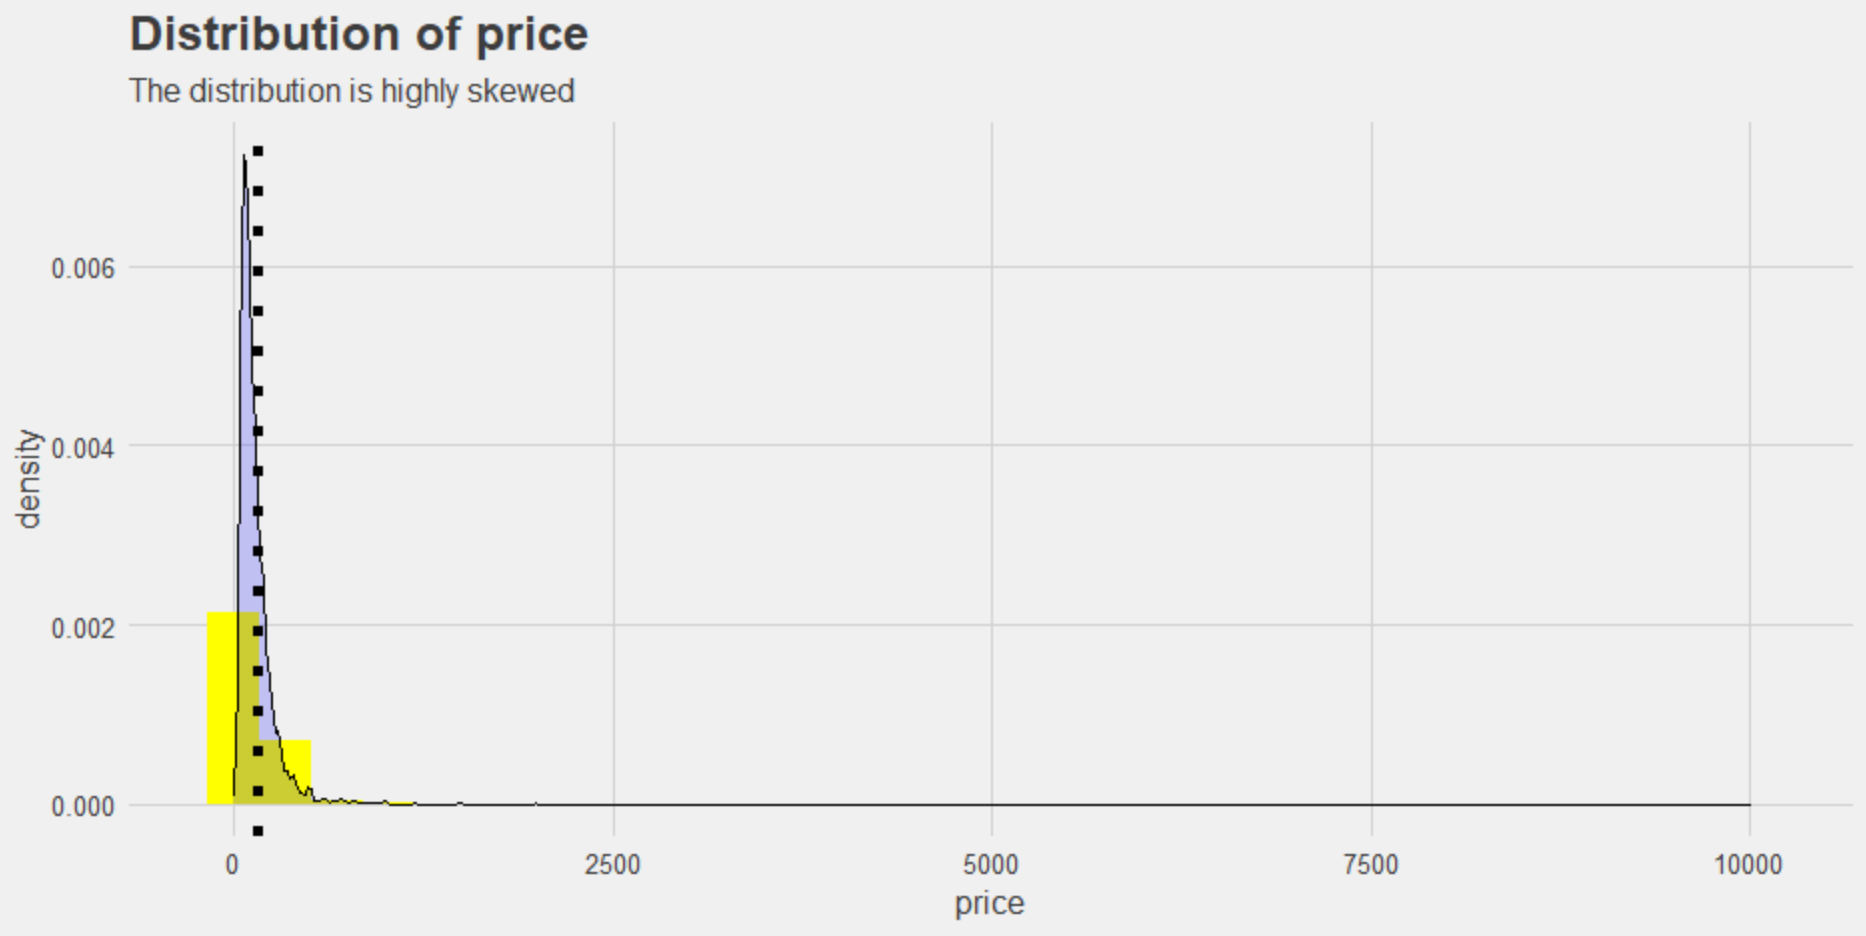 Distribution of price
The distribution is highly skewed
0.006
0.004
0.002
0.000
density
0 2500 5000 7500 10000
price